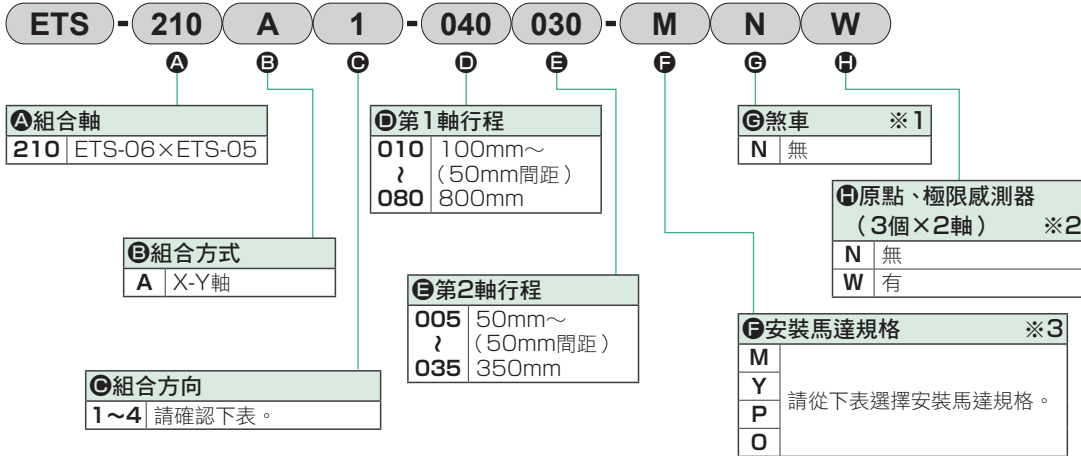 ETS - 210 A 1 - 040 030 - M N W
A B C D E F G H
A組合軸
210 ETS-06×ETS-05
B組合方式
A X-Y軸
C組合方向
1~4 請確認下表。
D第1軸行程
010 100mm~
≀ (50mm間距)
080 800mm
E第2軸行程
005 50mm~
≀ (50mm間距)
035 350mm
F安裝馬達規格 ※3
M
Y
P
O
請從下表選擇安裝馬達規格。
G煞車 ※1
N 無
H原點、極限感測器
(3個×2軸) ※2
N 無
W 有